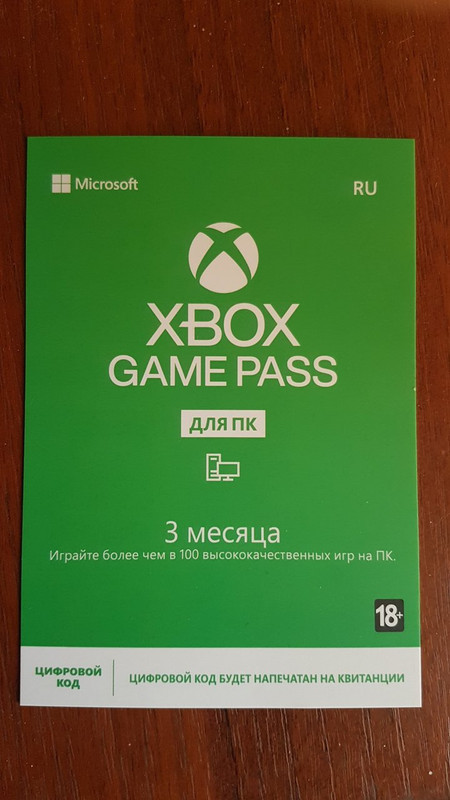 Microsoft
RU
XBOX
GAME PASS
ДЛЯ ПК
3 месяца
Играйте более чем в 100 высококачественных игр на ПК.
18+
ЦИФРОВОЙ
КОД
ЦИФРОВОЙ КОД БУДЕТ НАПЕЧАТАН НА КВИТАНЦИИ